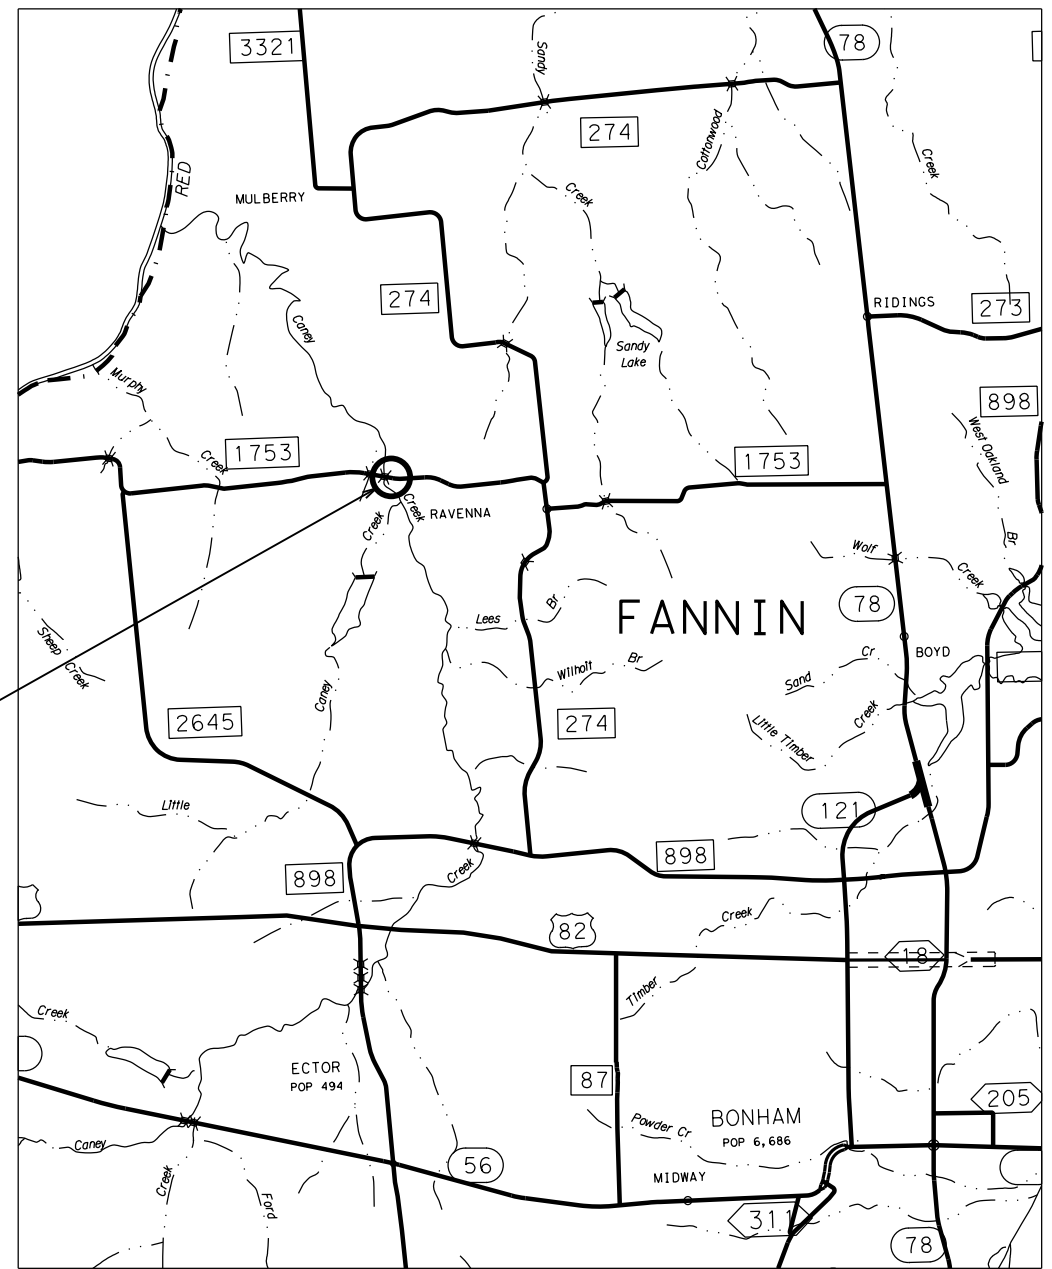 3321
78
Sandy
274
Cottonwood
Creek
RED
MULBERRY
Creek
274
RIDINGS
273
Caney
Sandy
Lake
Murphy
898
West Oakland
1753
Creek
1753
Creek
RAVENNA
Creek
Wolf
Br
Creek
78
Br
Lees
FANNIN
Sheep
Creek
Cr
BOYD
Br
Wilhoit
Sand
Caney
Creek
2645
274
Little Timber
Little
121
898
Creek
898
Creek
82
18
Timber
Creek
ECTOR
POP 494
87
205
BONHAM
Powder Cr
POP 6,686
Caney
56
MIDWAY
Creek
Ford
311
78